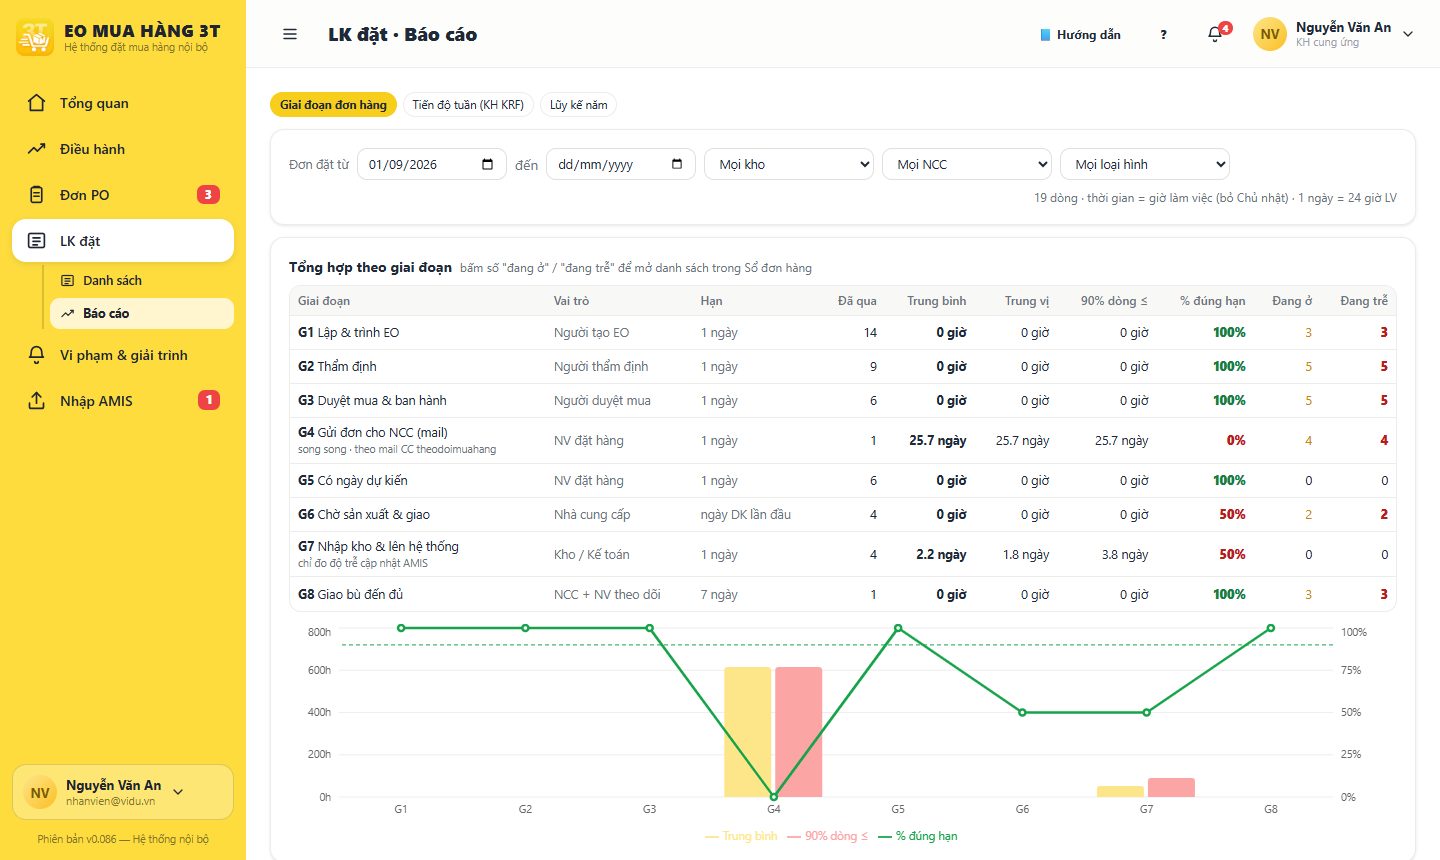 3T
EO MUA HÀNG 3T
Hệ thống đặt mua hàng nội bộ
Tổng quan
Điều hành
Đơn PO 3
LK đặt
Danh sách
Báo cáo
Vi phạm & giải trình
Nhập AMIS 1
NV Nguyễn Văn An
nhanvien@vidu.vn
Phiên bản v0.086 — Hệ thống nội bộ
LK đặt · Báo cáo
Hướng dẫn ? 4 NV Nguyễn Văn An
KH cung ứng
Giai đoạn đơn hàng Tiến độ tuần (KH KRF) Lũy kế năm
Đơn đặt từ 01/09/2026 đến dd/mm/yyyy Mọi kho Mọi NCC Mọi loại hình
19 dòng · thời gian = giờ làm việc (bỏ Chủ nhật) · 1 ngày = 24 giờ LV
Tổng hợp theo giai đoạn bấm số "đang ở" / "đang trễ" để mở danh sách trong Sổ đơn hàng
Giai đoạn Vai trò Hạn Đã qua Trung bình Trung vị 90% dòng ≤ % đúng hạn Đang ở Đang trễ
G1 Lập & trình EO Người tạo EO 1 ngày 14 0 giờ 0 giờ 0 giờ 100% 3 3
G2 Thẩm định Người thẩm định 1 ngày 9 0 giờ 0 giờ 0 giờ 100% 5 5
G3 Duyệt mua & ban hành Người duyệt mua 1 ngày 6 0 giờ 0 giờ 0 giờ 100% 5 5
G4 Gửi đơn cho NCC (mail) NV đặt hàng 1 ngày 1 25.7 ngày 25.7 ngày 25.7 ngày 0% 4 4
song song · theo mail CC theodoimuahang
G5 Có ngày dự kiến NV đặt hàng 1 ngày 6 0 giờ 0 giờ 0 giờ 100% 0 0
G6 Chờ sản xuất & giao Nhà cung cấp ngày DK lần đầu 4 0 giờ 0 giờ 0 giờ 50% 2 2
G7 Nhập kho & lên hệ thống Kho / Kế toán 1 ngày 4 2.2 ngày 1.8 ngày 3.8 ngày 50% 0 0
chỉ đo độ trễ cập nhật AMIS
G8 Giao bù đến đủ NCC + NV theo dõi 7 ngày 1 0 giờ 0 giờ 0 giờ 100% 3 3
800h 100%
600h 75%
400h 50%
200h 25%
0h 0%
G1 G2 G3 G4 G5 G6 G7 G8
Trung bình 90% dòng ≤ % đúng hạn